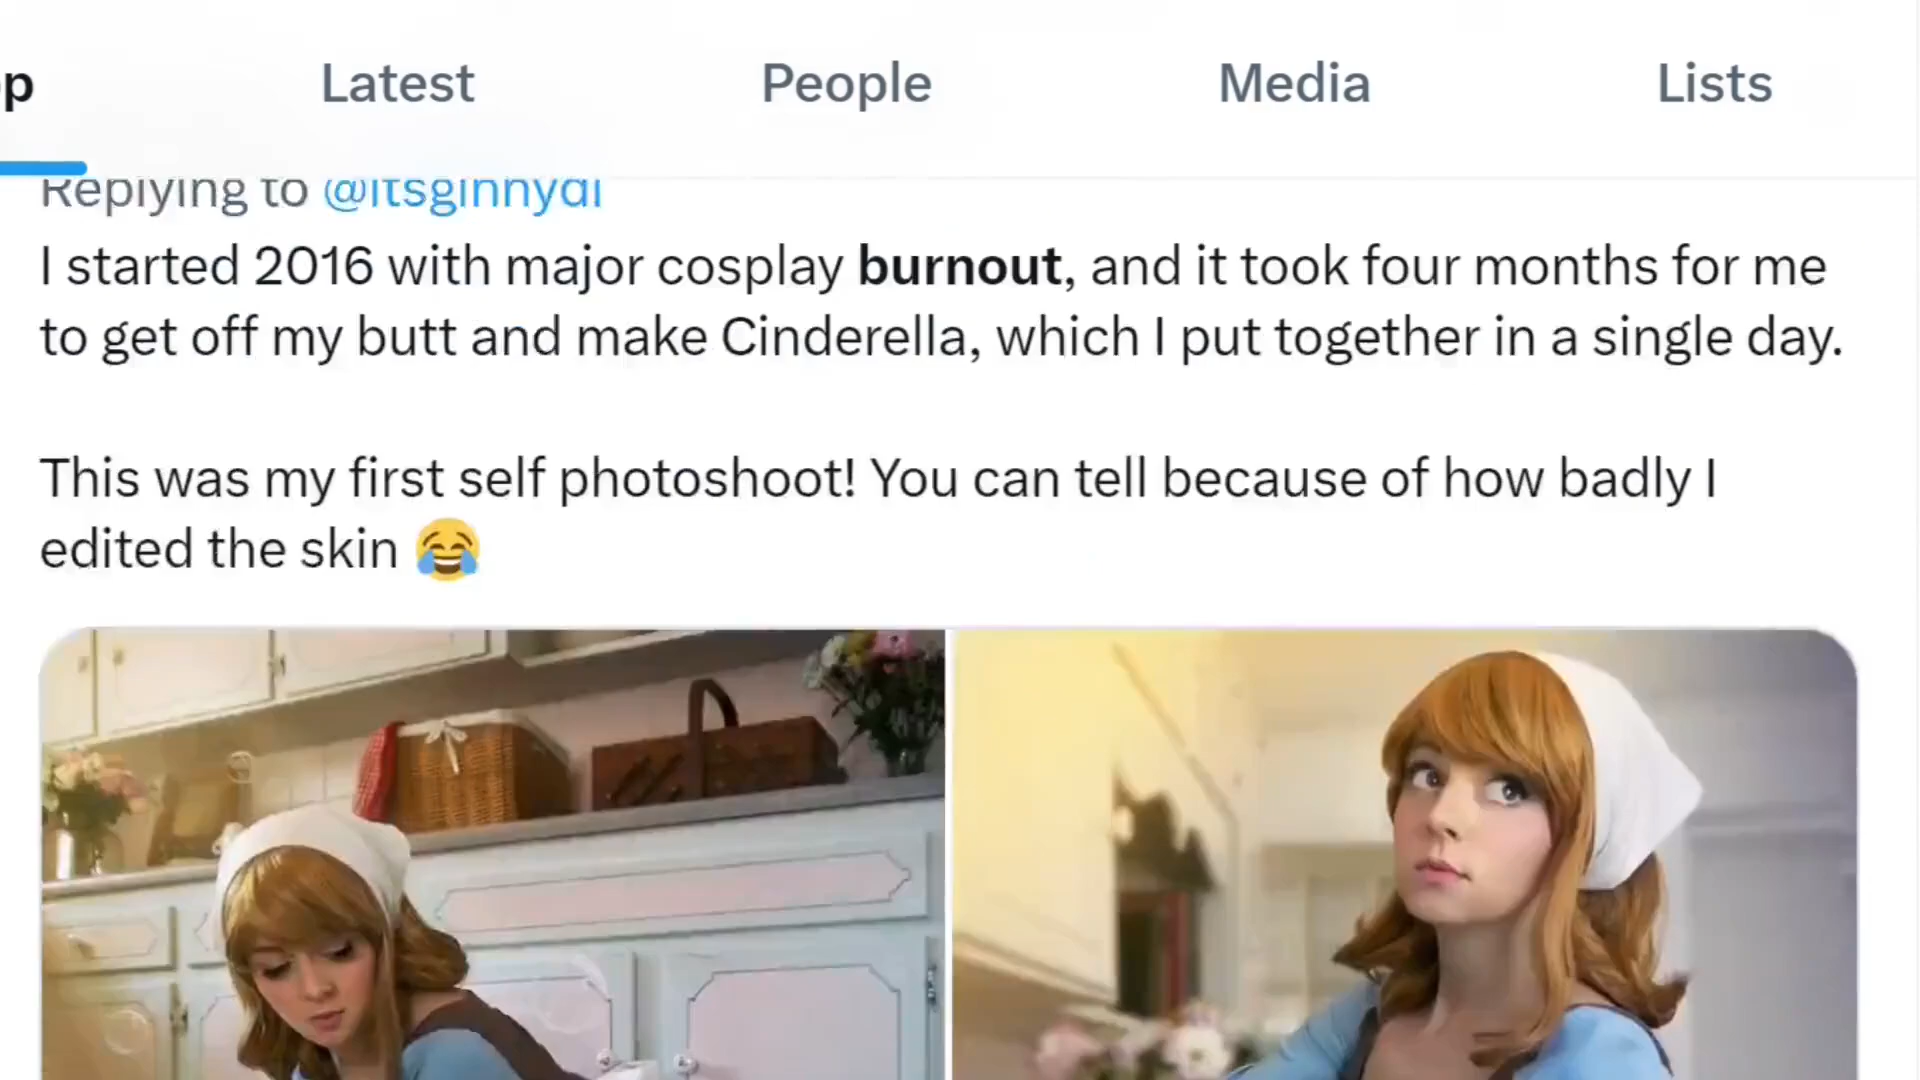 Latest People Media Lists
Replying to @itsginnydi
I started 2016 with major cosplay burnout, and it took four months for me
to get off my butt and make Cinderella, which I put together in a single day.
This was my first self photoshoot! You can tell because of how badly I
edited the skin 😂